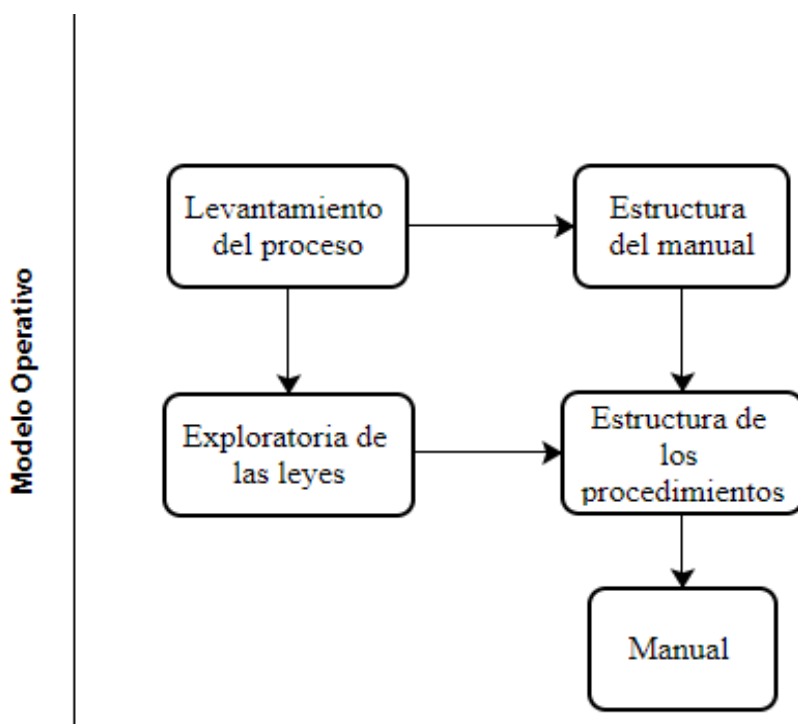 Modelo Operativo
Levantamiento
del proceso
Estructura
del manual
Exploratoria de
las leyes
Estructura de
los
procedimientos
Manual